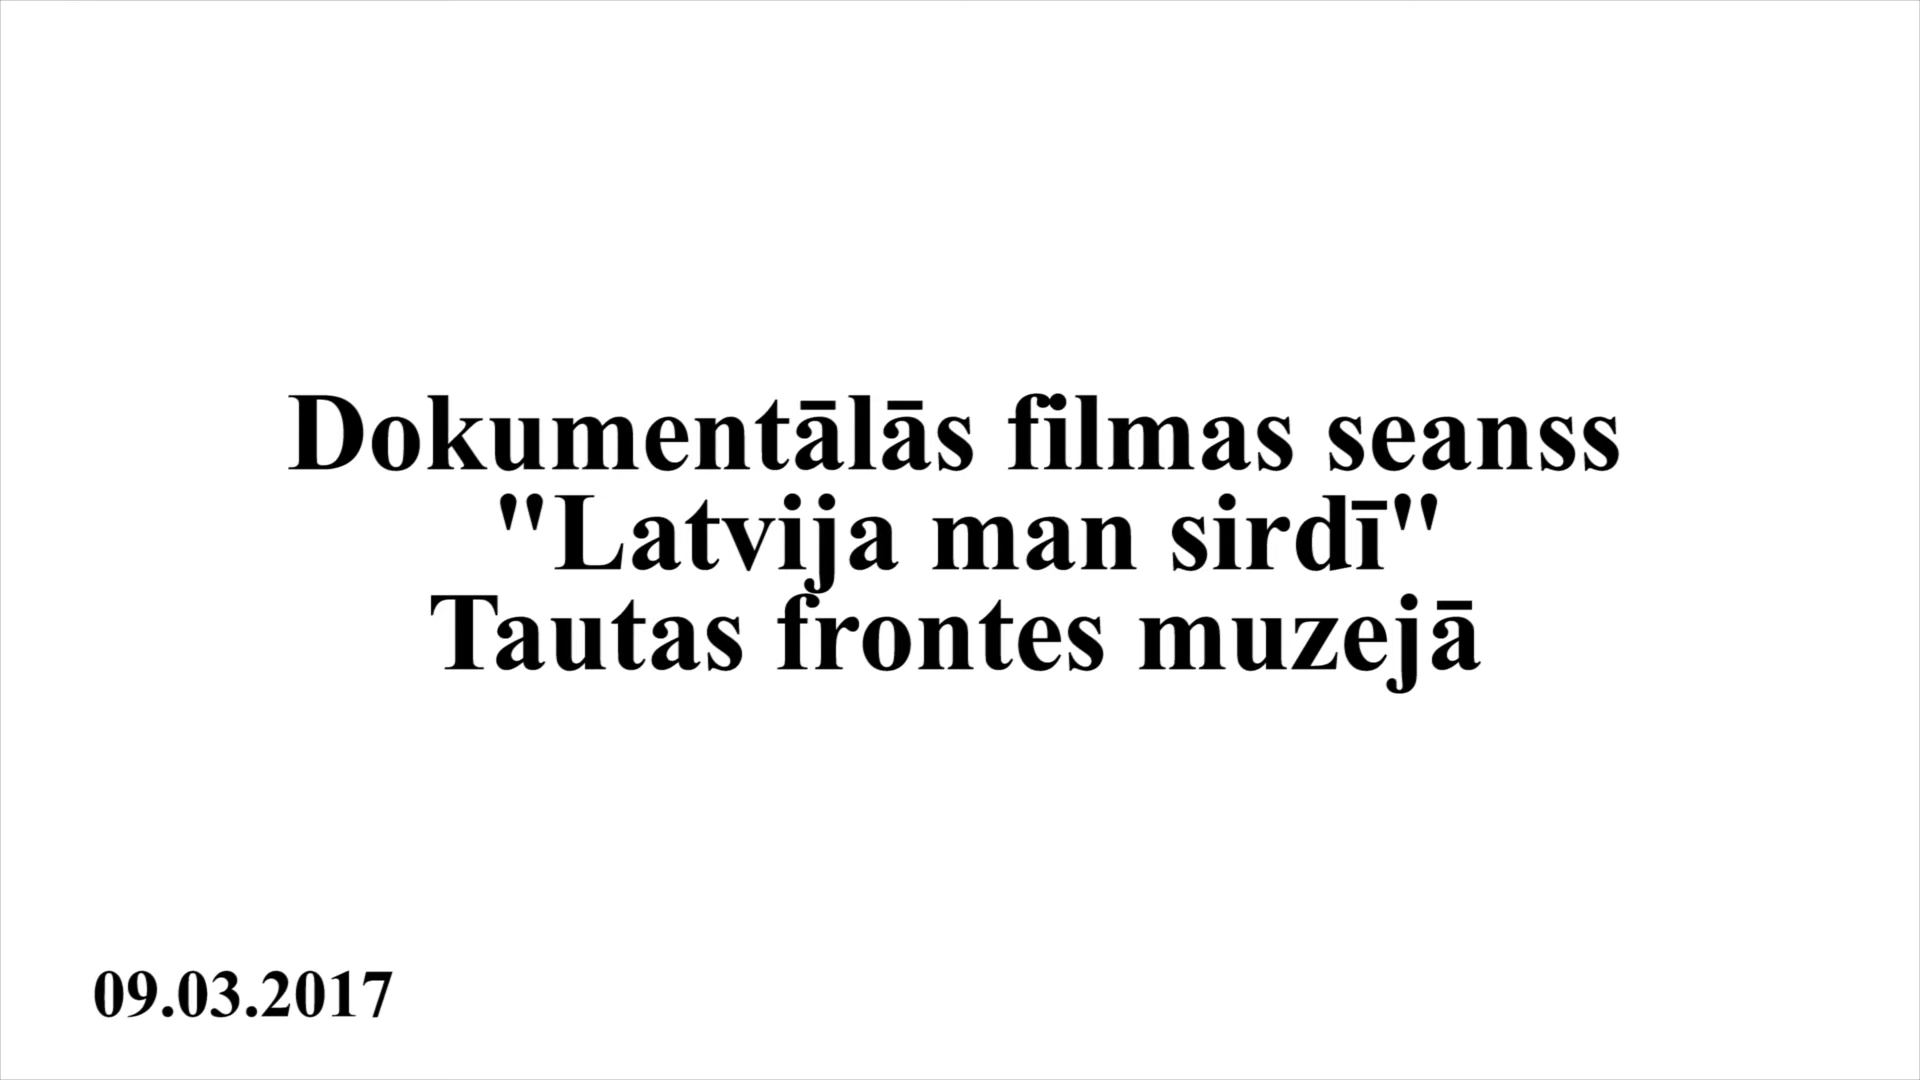 Dokumentālās filmas seanss
"Latvija man sirdī"
Tautas frontes muzejā
09.03.2017